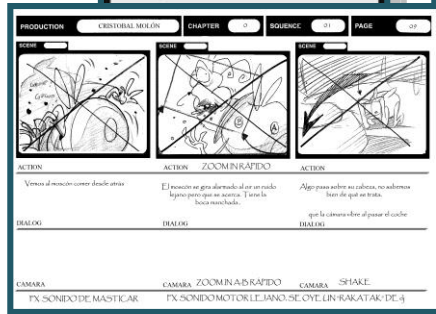 PRODUCTION CRISTOBAL MOLÓN CHAPTER 0 SQUENCE 01 PAGE 09
SCENE SCENE SCENE
A
B
A
ACTION ACTION ZOOM IN RÁPIDO ACTION
Vemos al moscón comer desde atrás
El moscón se gira alarmado al oir un ruido
lejano pero que se acerca. Tiene la
boca manchada.
Algo pasa sobre su cabeza, no sabemos
bien de qué se trata.
que la cámara vibre al pasar el coche
DIALOG DIALOG DIALOG
CAMARA CAMARA ZOOM IN A-B RAPIDO CAMARA SHAKE
FX SONIDO DE MASTICAR FX SONIDO MOTOR LEJANO. SE OYE UN "RAKATAK" DE